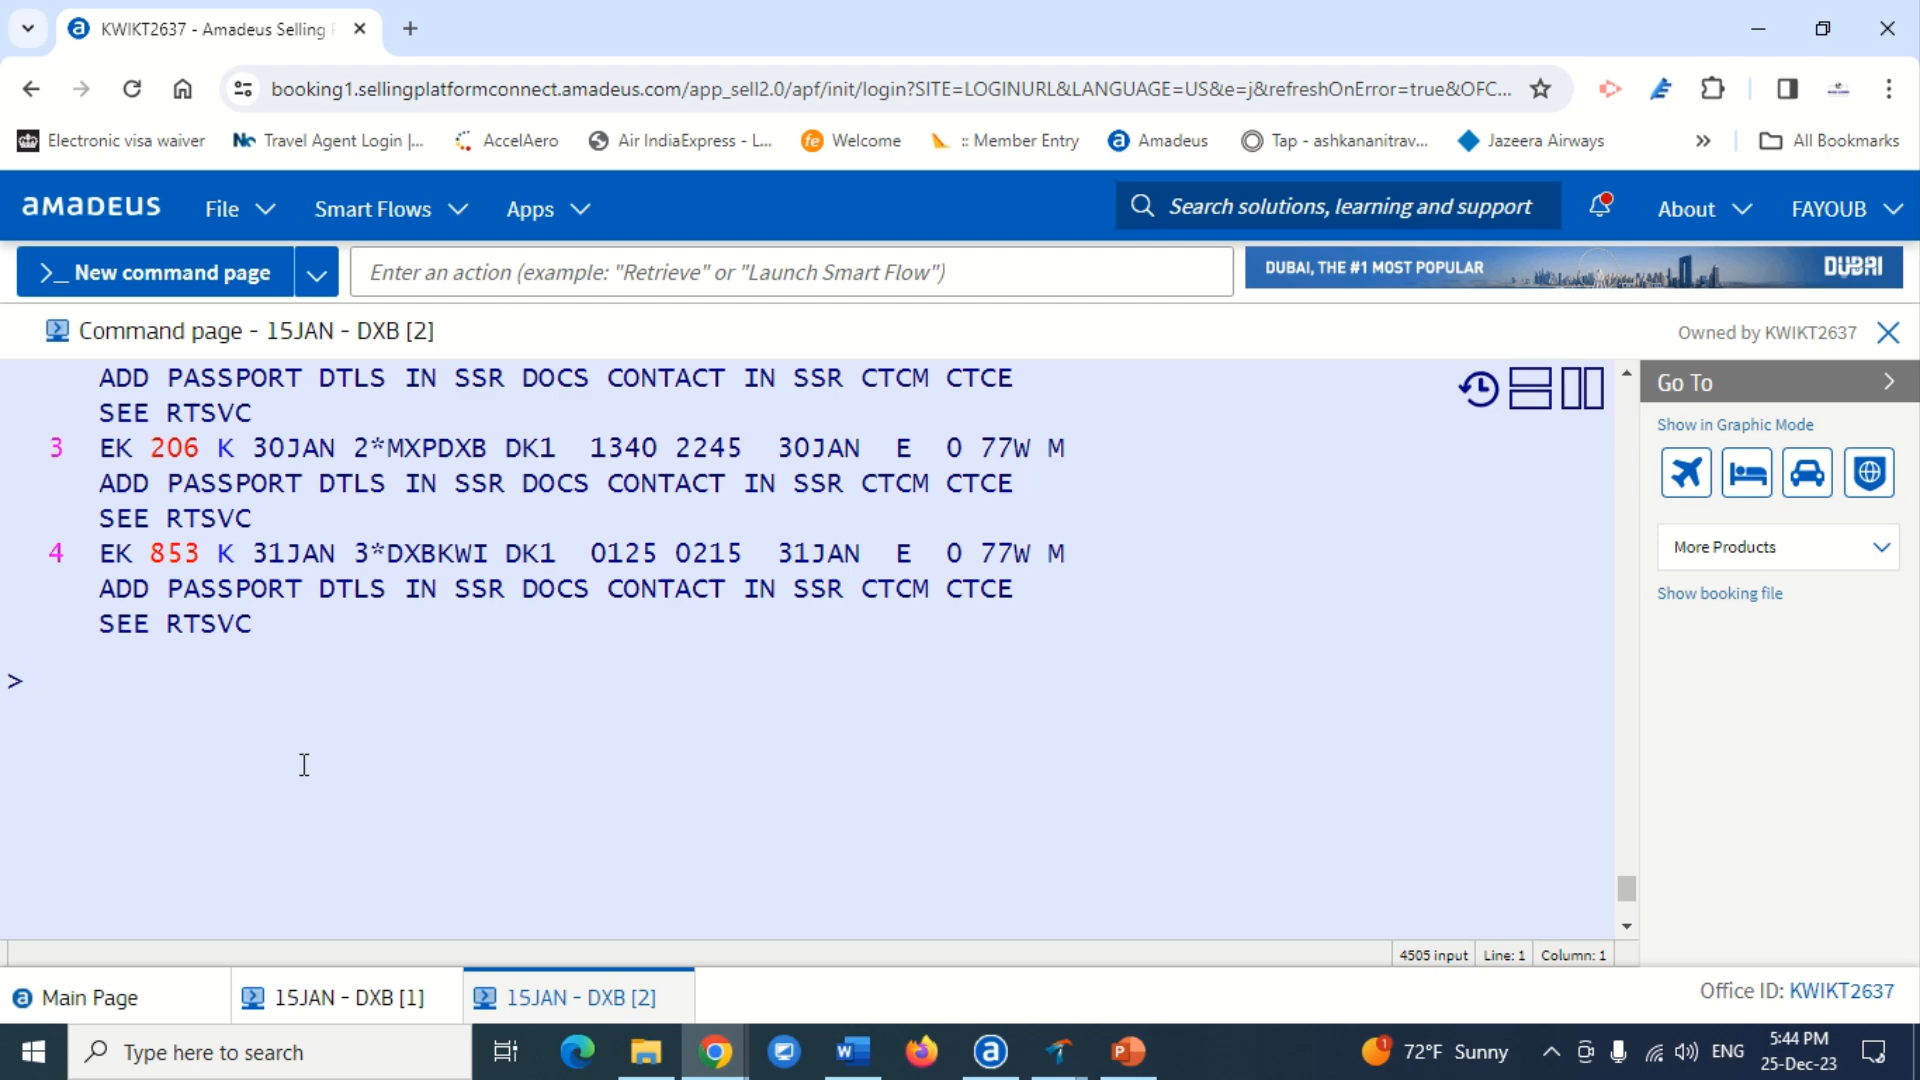 KWIKT2637 - Amadeus Selling
booking1.sellingplatformconnect.amadeus.com/app_sell2.0/apf/init/login?SITE=LOGINURL&LANGUAGE=US&e=j&refreshOnError=true&OFC...
Electronic visa waiver
Travel Agent Login |...
AccelAero
Air IndiaExpress - L...
fe Welcome
:: Member Entry
Amadeus
Tap - ashkananitrav...
Jazeera Airways
All Bookmarks
amadeus File Smart Flows Apps
Search solutions, learning and support
About FAYOUB
>_ New command page
Enter an action (example: "Retrieve" or "Launch Smart Flow")
DUBAI, THE #1 MOST POPULAR DUBAI
Command page - 15JAN - DXB [2]
Owned by KWIKT2637
ADD PASSPORT DTLS IN SSR DOCS CONTACT IN SSR CTCM CTCE
SEE RTSVC
3 EK 206 K 30JAN 2*MXPDXB DK1 1340 2245 30JAN E 0 77W M
ADD PASSPORT DTLS IN SSR DOCS CONTACT IN SSR CTCM CTCE
SEE RTSVC
4 EK 853 K 31JAN 3*DXBKWI DK1 0125 0215 31JAN E 0 77W M
ADD PASSPORT DTLS IN SSR DOCS CONTACT IN SSR CTCM CTCE
SEE RTSVC
>
Go To
Show in Graphic Mode
More Products
Show booking file
4505 input Line: 1 Column: 1
Main Page
15JAN - DXB [1]
15JAN - DXB [2]
Office ID: KWIKT2637
Type here to search
72°F Sunny
ENG
5:44 PM
25-Dec-23